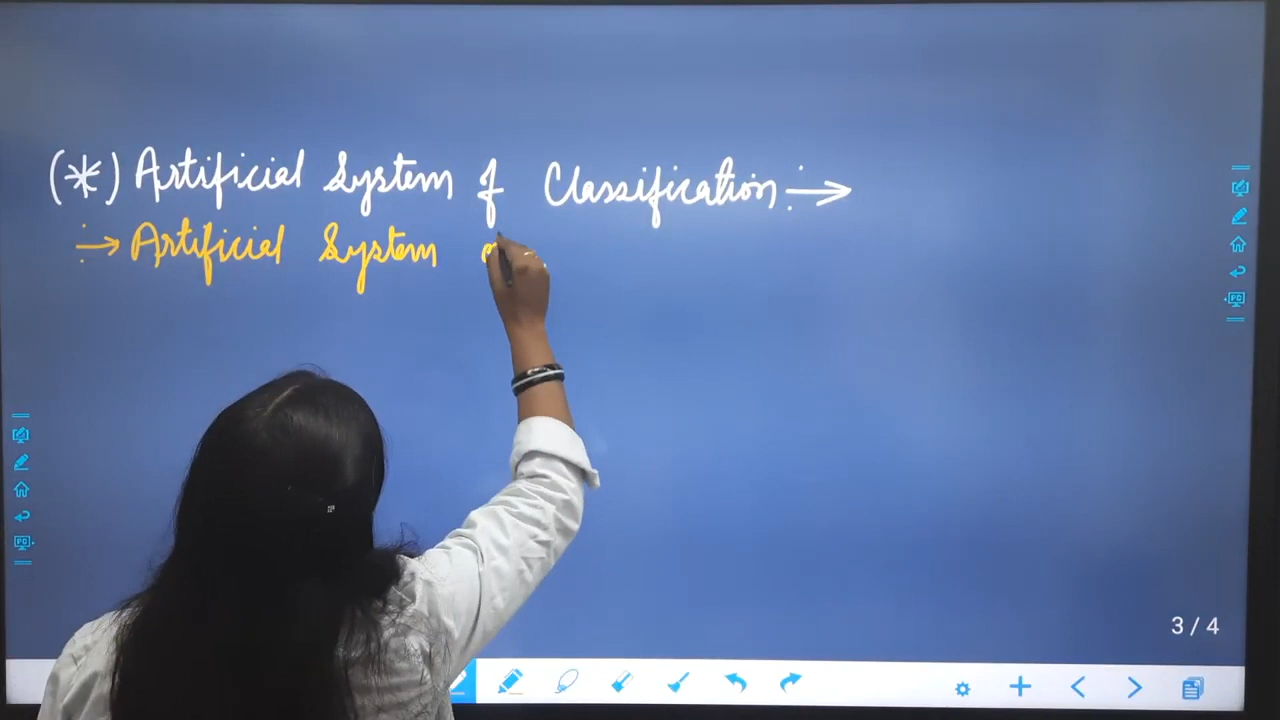 (*) Artificial System of Classification :→
:→ Artificial System
3 / 4